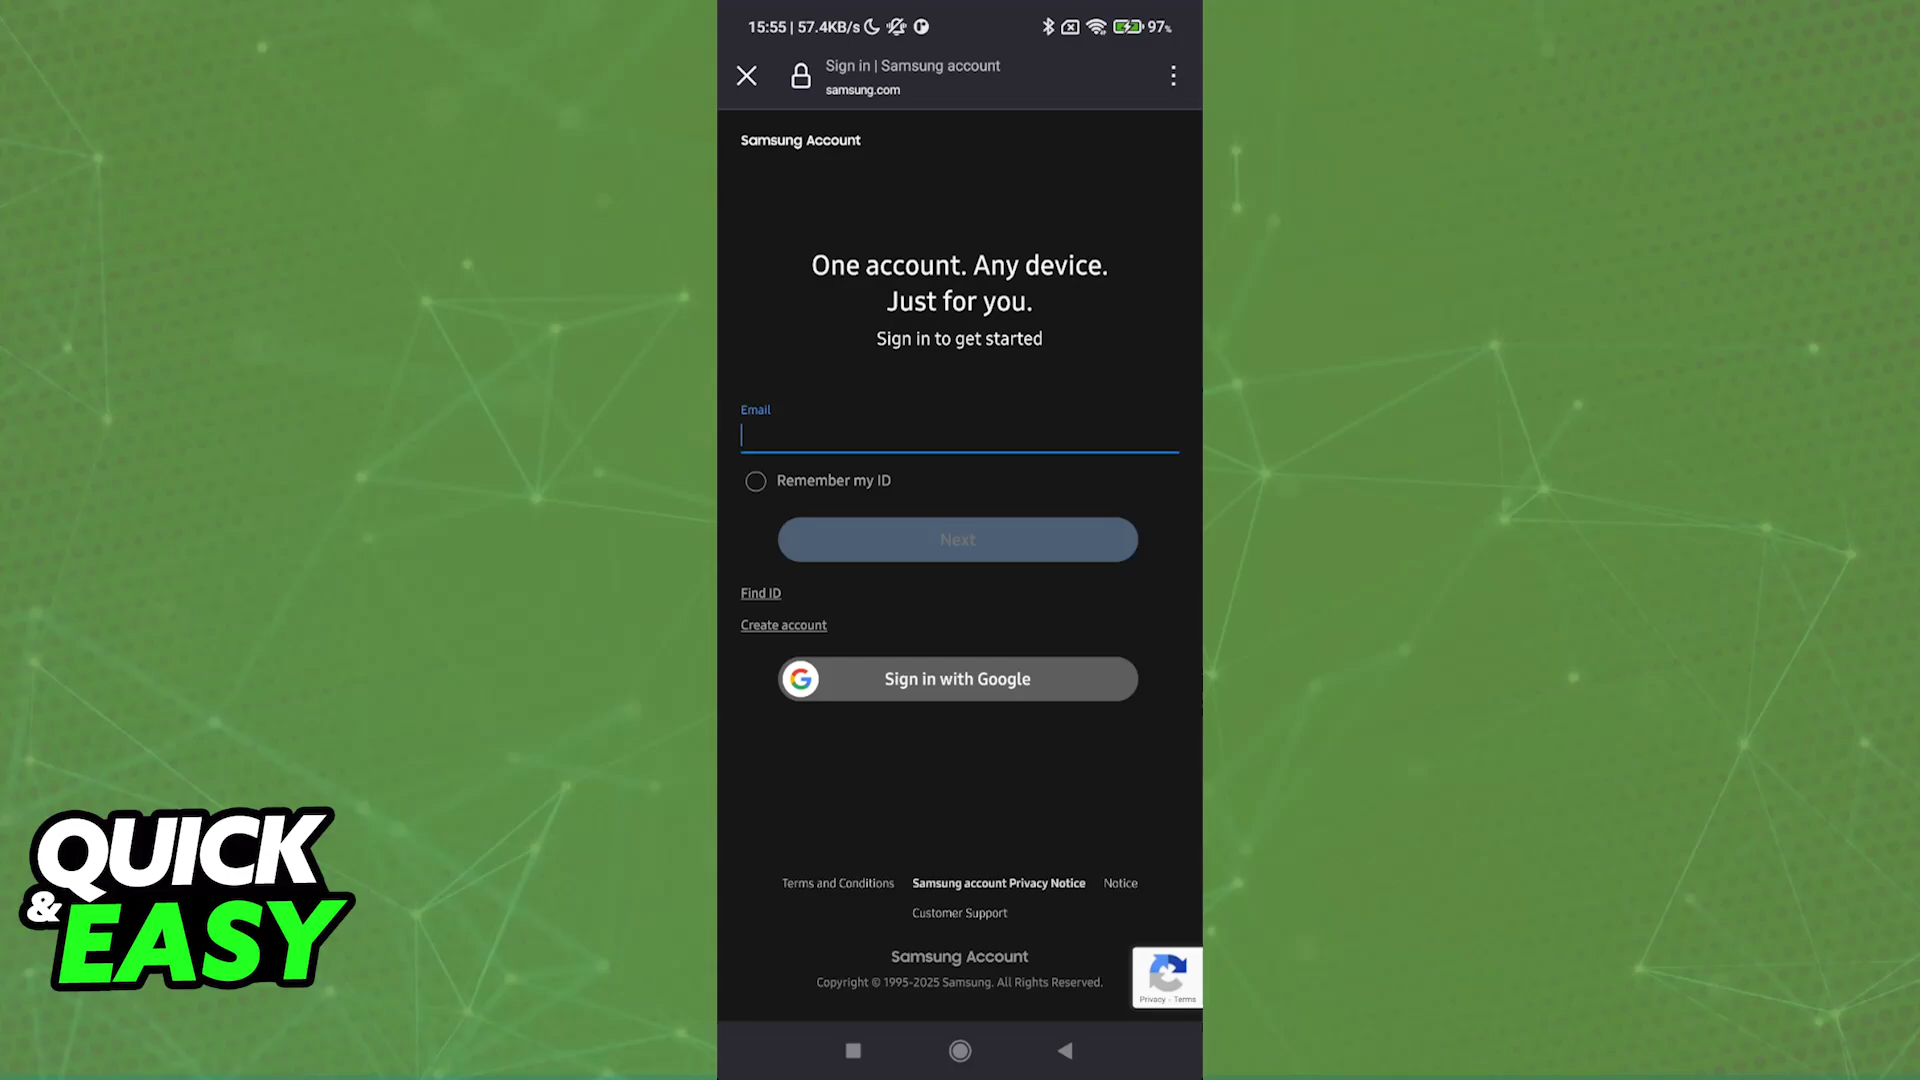 15:55 | 57.4KB/s
97%
Sign in | Samsung account
samsung.com
Samsung Account
One account. Any device.
Just for you.
Sign in to get started
Email
Remember my ID
Next
Find ID
Create account
Sign in with Google
Terms and Conditions Samsung account Privacy Notice Notice
Customer Support
Samsung Account
Copyright © 1995-2025 Samsung. All Rights Reserved.
Privacy - Terms
QUICK
& EASY